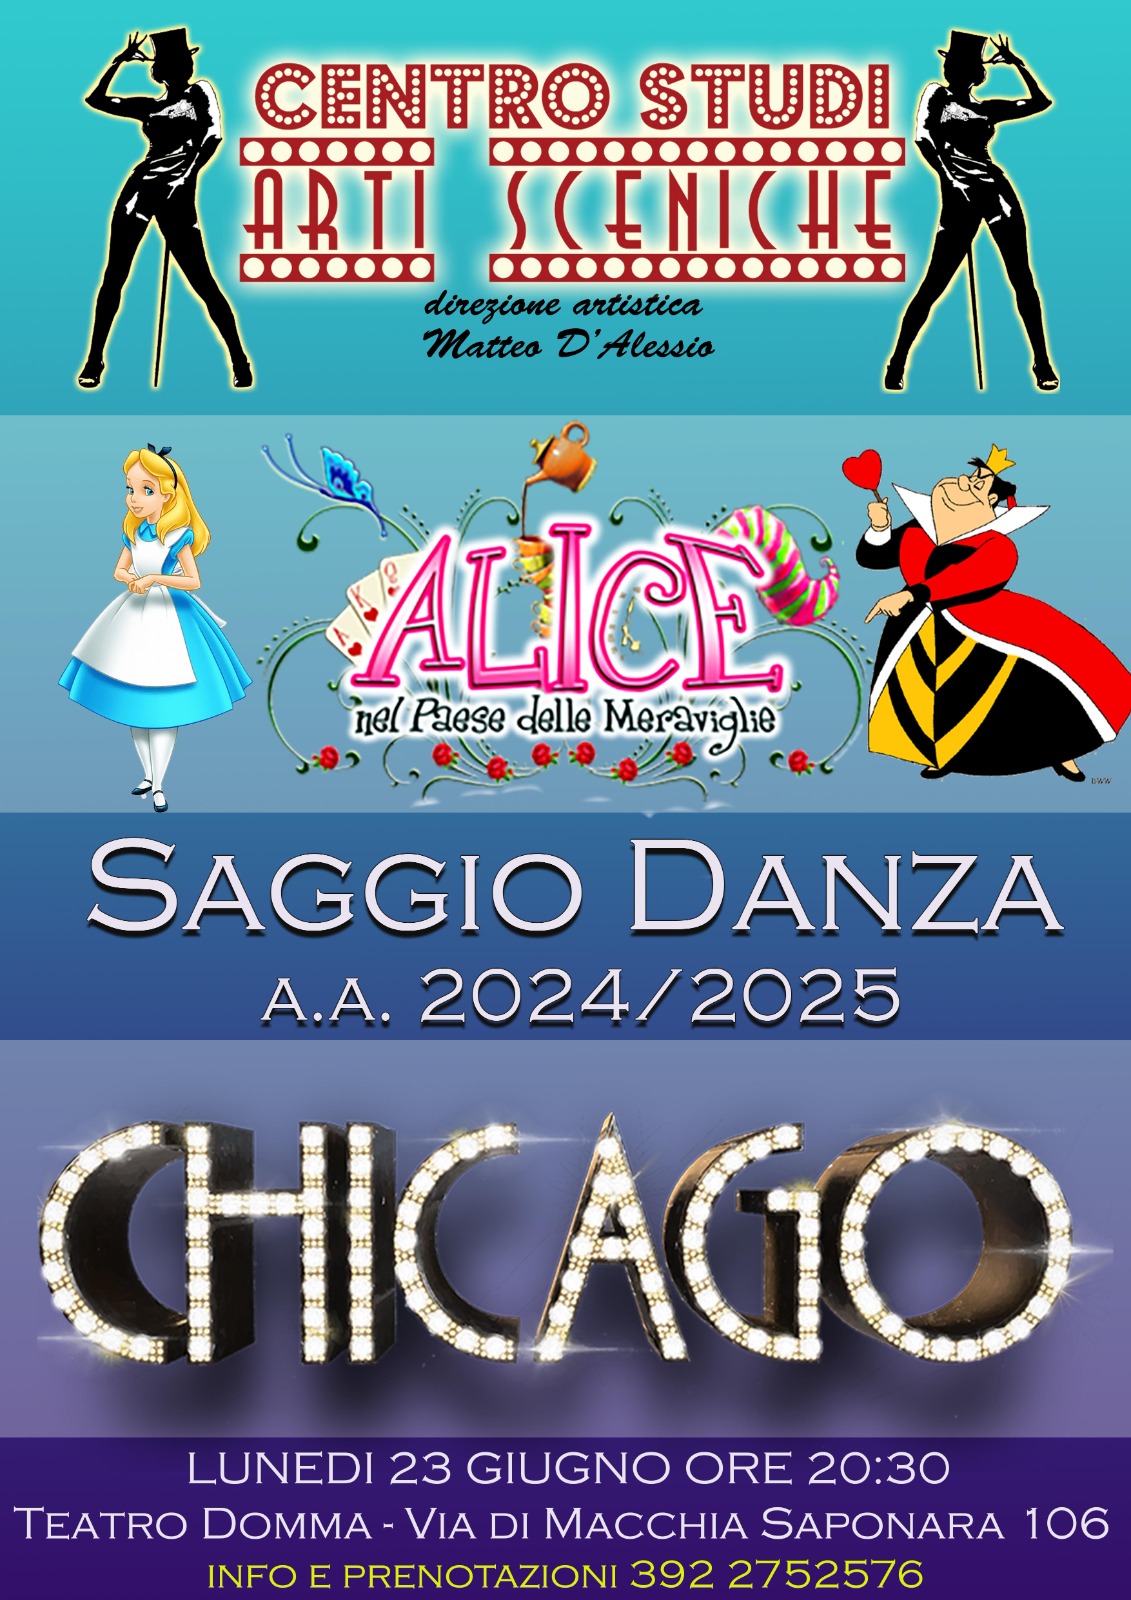 CENTRO STUDI
ARTI SCENICHE
direzione artistica
Matteo D'Alessio
A K Q
ALICE
nel Paese delle Meraviglie
BWW
SAGGIO DANZA
A.A. 2024/2025
CHICAGO
LUNEDI 23 GIUGNO ORE 20:30
TEATRO DOMMA - VIA DI MACCHIA SAPONARA 106
INFO E PRENOTAZIONI 392 2752576